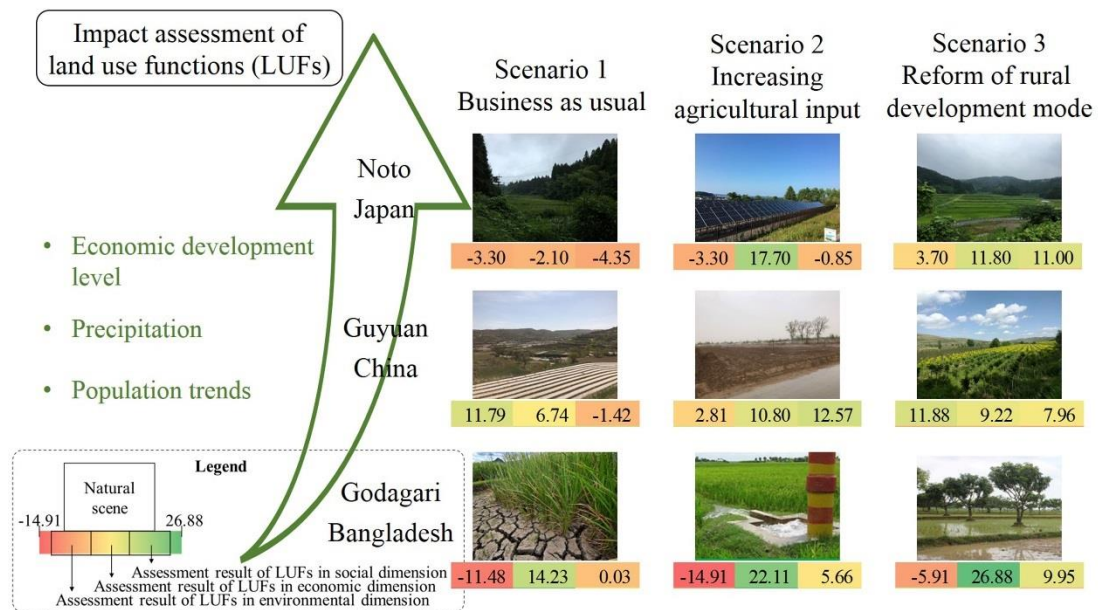 Impact assessment of
land use functions (LUFs)
Scenario 1
Business as usual
Scenario 2
Increasing
agricultural input
Scenario 3
Reform of rural
development mode
• Economic development
level
• Precipitation
• Population trends
Noto
Japan
-3.30 -2.10 -4.35
-3.30 17.70 -0.85
3.70 11.80 11.00
Guyuan
China
11.79 6.74 -1.42
2.81 10.80 12.57
11.88 9.22 7.96
Godagari
Bangladesh
-11.48 14.23 0.03
-14.91 22.11 5.66
-5.91 26.88 9.95
Legend
Natural
scene
-14.91 26.88
Assessment result of LUFs in social dimension
Assessment result of LUFs in economic dimension
Assessment result of LUFs in environmental dimension